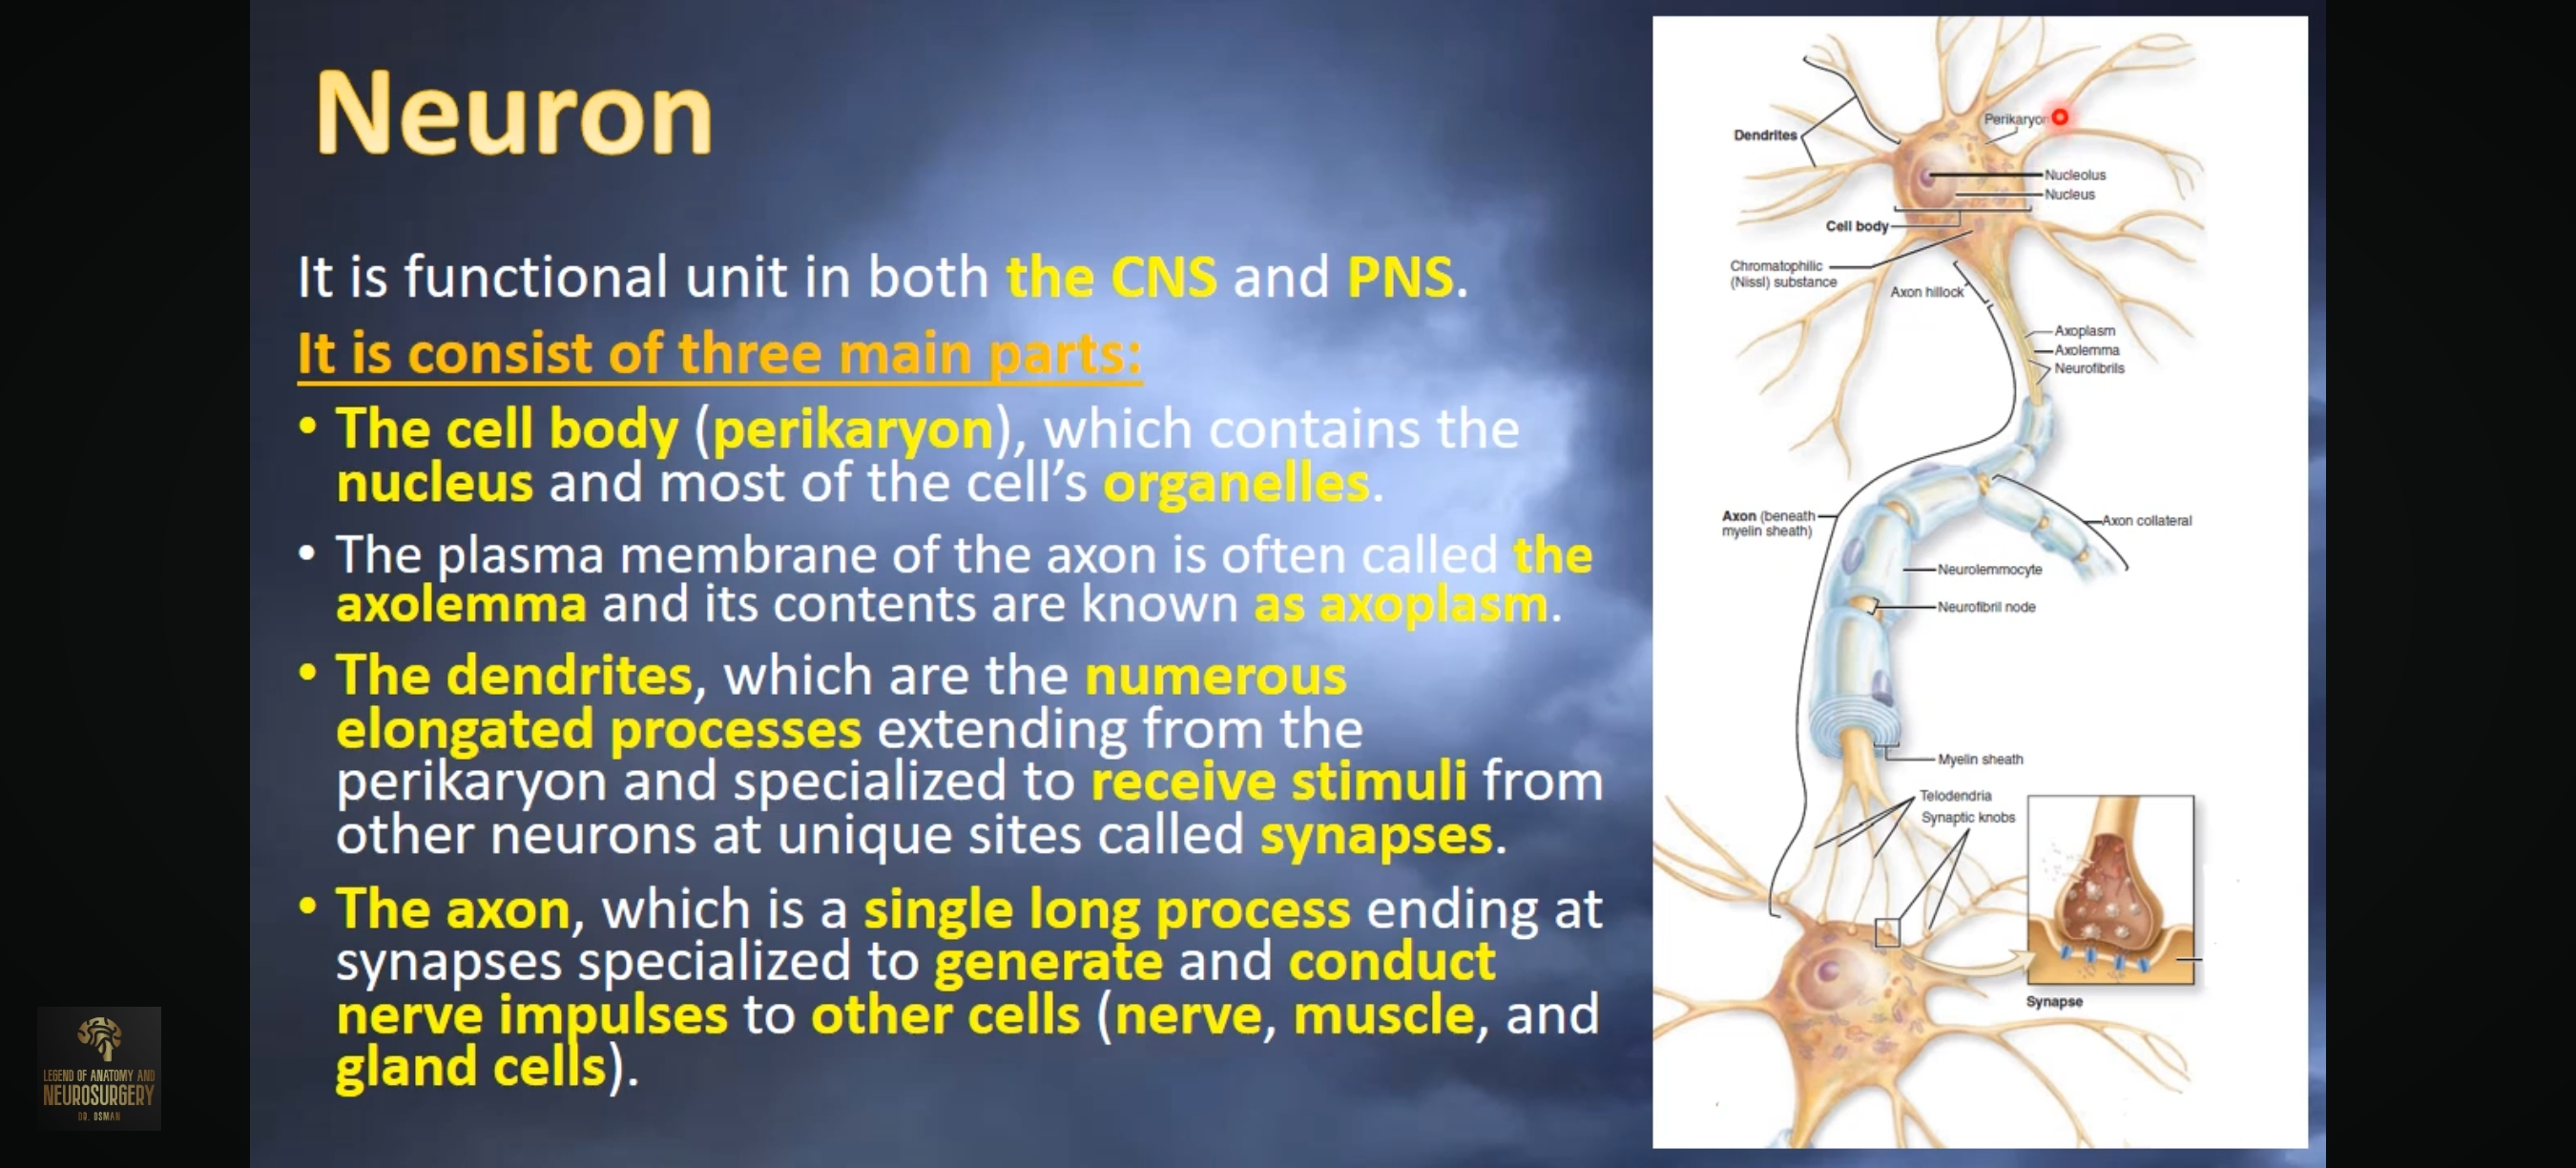 Neuron
It is functional unit in both the CNS and PNS.
It is consist of three main parts:
• The cell body (perikaryon), which contains the
nucleus and most of the cell's organelles.
• The plasma membrane of the axon is often called the
axolemma and its contents are known as axoplasm.
• The dendrites, which are the numerous
elongated processes extending from the
perikaryon and specialized to receive stimuli from
other neurons at unique sites called synapses.
• The axon, which is a single long process ending at
synapses specialized to generate and conduct
nerve impulses to other cells (nerve, muscle, and
gland cells).
Perikaryon
Dendrites
Nucleolus
Nucleus
Cell body
Chromatophilic
(Nissl) substance
Axon hillock
Axoplasm
Axolemma
Neurofibrils
Axon (beneath
myelin sheath)
Axon collateral
Neurolemmocyte
Neurofibril node
Myelin sheath
Telodendria
Synaptic knobs
Synapse
LEGEND OF ANATOMY AND
NEUROSURGERY
DR. OSMAN